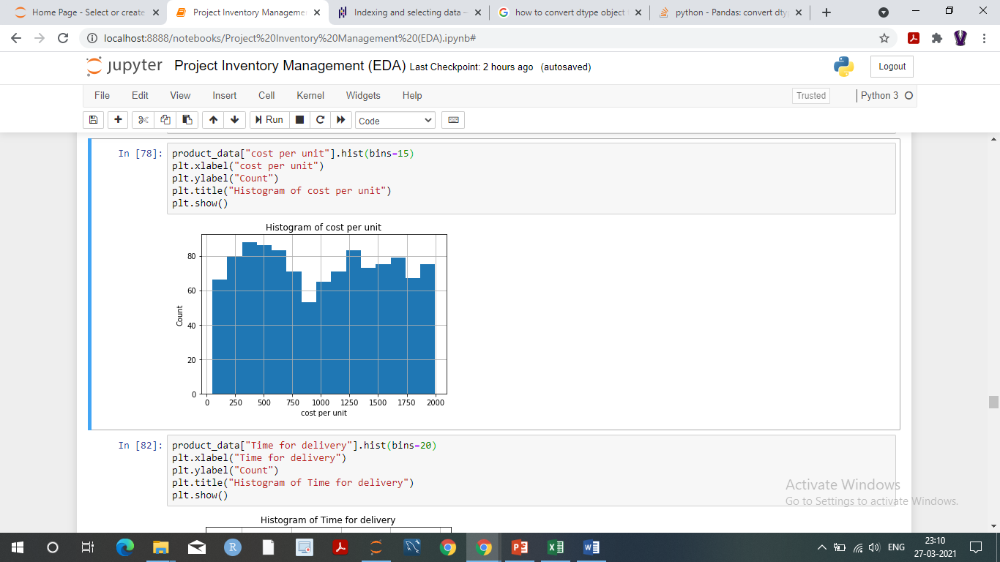 Home Page - Select or create
Project Inventory Manageme
Indexing and selecting data —
how to convert dtype object
python - Pandas: convert dty
localhost:8888/notebooks/Project%20Inventory%20Management%20(EDA).ipynb#
jupyter Project Inventory Management (EDA) Last Checkpoint: 2 hours ago (autosaved)
Logout
File Edit View Insert Cell Kernel Widgets Help
Trusted
Python 3
Run
Code
In [78]: product_data["cost per unit"].hist(bins=15)
plt.xlabel("cost per unit")
plt.ylabel("Count")
plt.title("Histogram of cost per unit")
plt.show()
Histogram of cost per unit
80
60
40
20
0
Count
0 250 500 750 1000 1250 1500 1750 2000
cost per unit
In [82]: product_data["Time for delivery"].hist(bins=20)
plt.xlabel("Time for delivery")
plt.ylabel("Count")
plt.title("Histogram of Time for delivery")
plt.show()
Histogram of Time for delivery
Activate Windows
Go to Settings to activate Windows.
ENG
23:10
27-03-2021